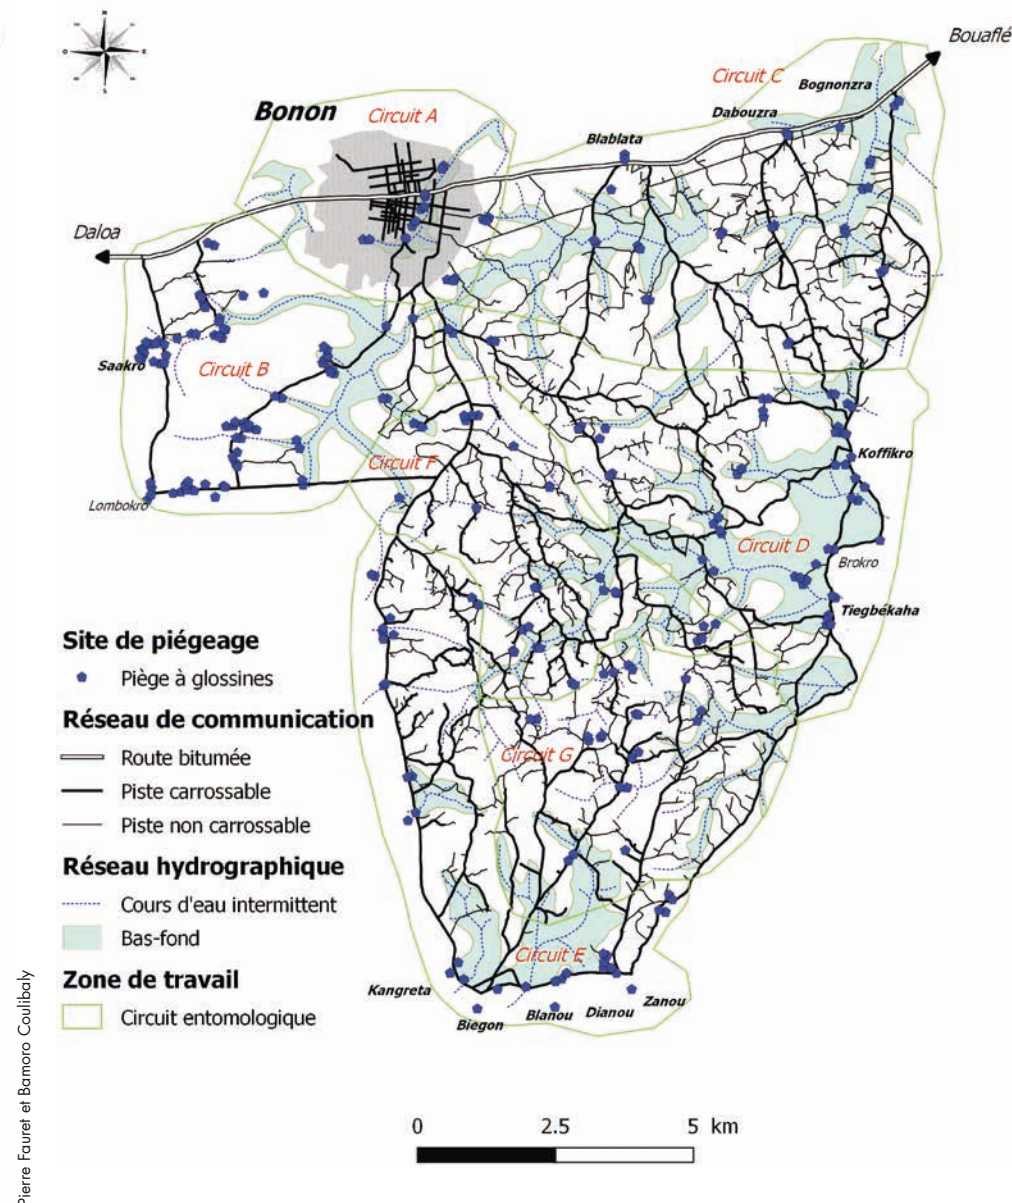 N
O
E
S
Bouaflé
Circuit C
Bognonzra
Bonon
Circuit A
Dabouzra
Blablata
Daloa
Saakro
Circuit B
Koffikro
Circuit F
Lombokro
Circuit D
Brokro
Tiegbékaha
Site de piégeage
Piège à glossines
Réseau de communication
Route bitumée
Circuit G
Piste carrossable
Piste non carrossable
Réseau hydrographique
Cours d'eau intermittent
Bas-fond
Circuit E
Zone de travail
Kangreta
Zanou
Circuit entomologique
Biegon
Blanou
Dianou
0 2.5 5 km
Pierre Fauret et Bamoro Coulibaly